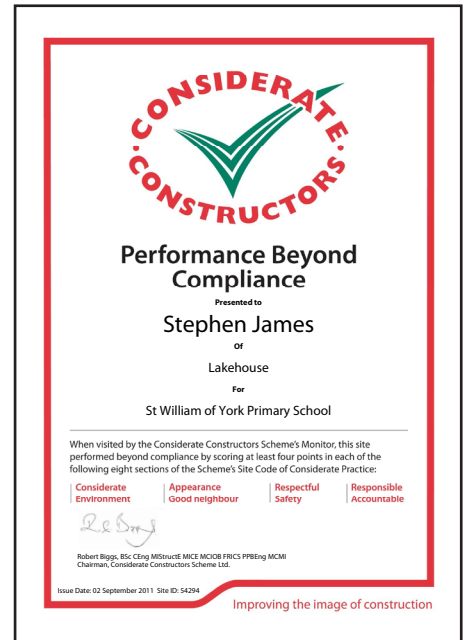 CONSIDERATE
CONSTRUCTORS
Performance Beyond
Compliance
Presented to
Stephen James
Of
Lakehouse
For
St William of York Primary School
When visited by the Considerate Constructors Scheme's Monitor, this site
performed beyond compliance by scoring at least four points in each of the
following eight sections of the Scheme's Site Code of Considerate Practice:
Considerate Appearance Respectful Responsible
Environment Good neighbour Safety Accountable
Robert Biggs, BSc CEng MIStructE MICE MCIOB FRICS PPBEng MCMI
Chairman, Considerate Constructors Scheme Ltd.
Issue Date: 02 September 2011 Site ID: 54294
Improving the image of construction